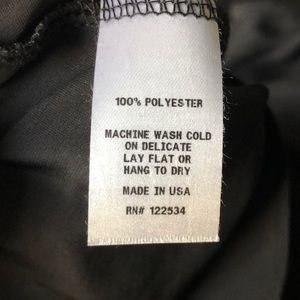 100% POLYESTER
MACHINE WASH COLD
ON DELICATE
LAY FLAT OR
HANG TO DRY
MADE IN USA
RN# 122534